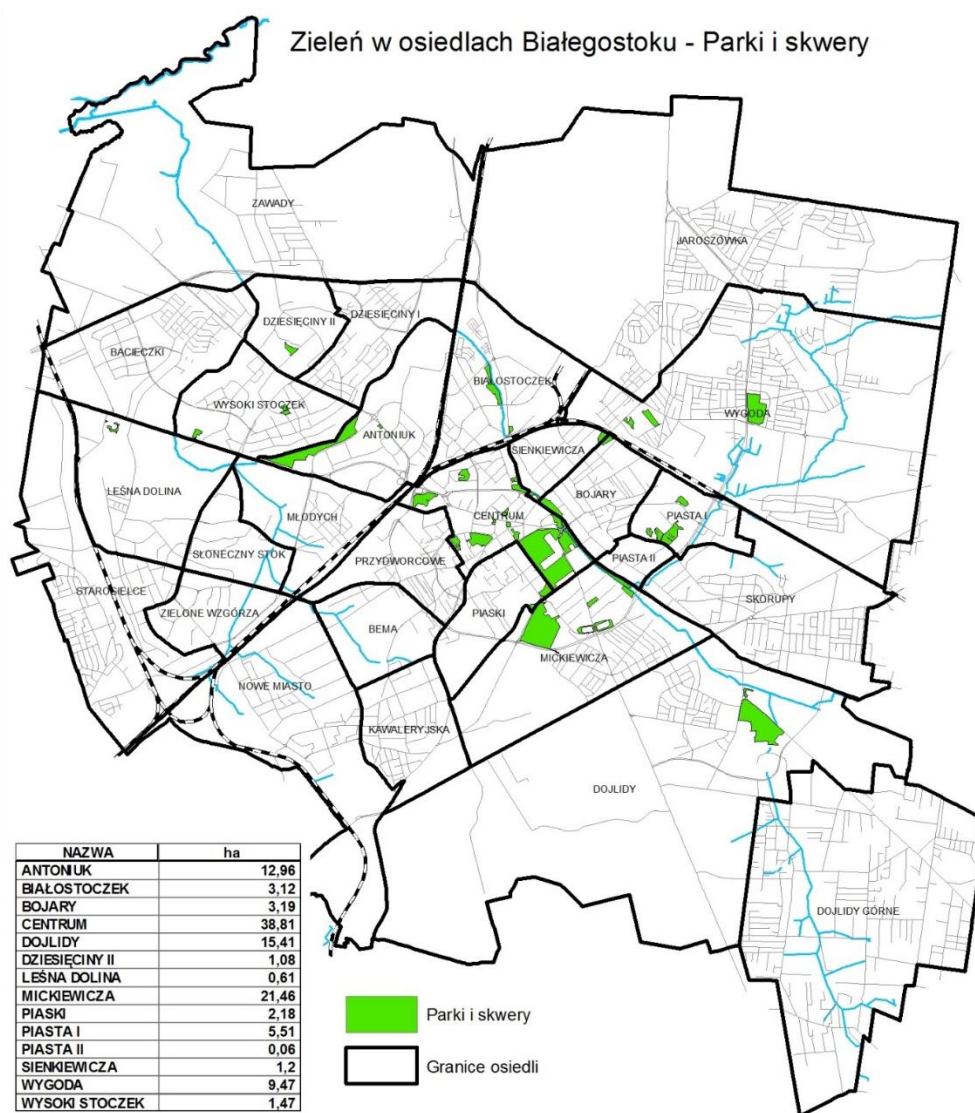 Zieleń w osiedlach Białegostoku - Parki i skwery
ZAWADY
JAROSZÓWKA
DZIESIĘCINY II
DZIESIĘCINY I
BACIECZKI
BIAŁOSTOCZEK
WYSOKI STOCZEK
WYGODA
ANTONIUK
SIENKIEWICZA
LEŚNA DOLINA
BOJARY
MŁODYCH
CENTRUM
PIASTA I
SŁONECZNY STOK
PRZYDWORCOWE
PIASTA II
STAROSIELCE
SKORUPY
ZIELONE WZGÓRZA
PIASKI
BEMA
MICKIEWICZA
NOWE MIASTO
KAWALERYJSKA
DOJLIDY
DOJLIDY GÓRNE
NAZWA ha
ANTONIUK 12,96
BIAŁOSTOCZEK 3,12
BOJARY 3,19
CENTRUM 38,81
DOJLIDY 15,41
DZIESIĘCINY II 1,08
LEŚNA DOLINA 0,61
MICKIEWICZA 21,46
PIASKI 2,18
PIASTA I 5,51
PIASTA II 0,06
SIENKIEWICZA 1,2
WYGODA 9,47
WYSOKI STOCZEK 1,47
Parki i skwery
Granice osiedli